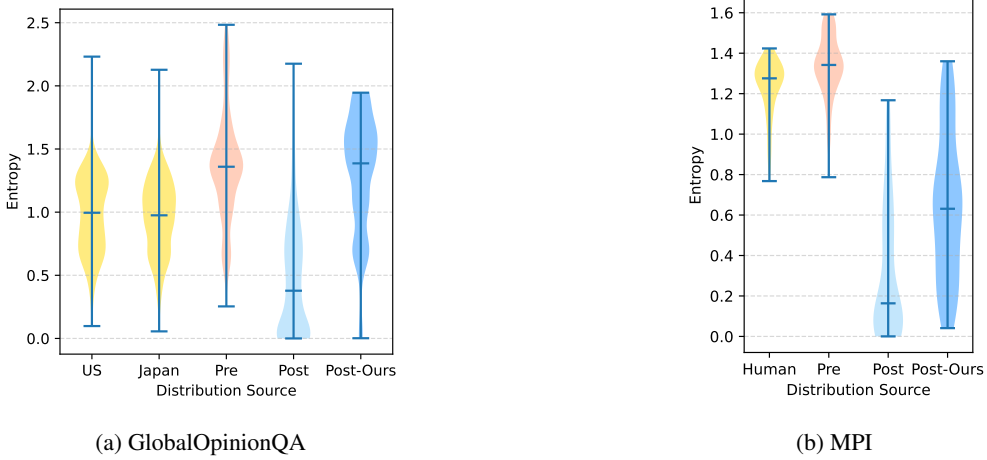 2.5
2.0
1.5
1.0
0.5
0.0
Entropy
US Japan Pre Post Post-Ours
Distribution Source
(a) GlobalOpinionQA
1.6
1.4
1.2
1.0
0.8
0.6
0.4
0.2
0.0
Entropy
Human Pre Post Post-Ours
Distribution Source
(b) MPI